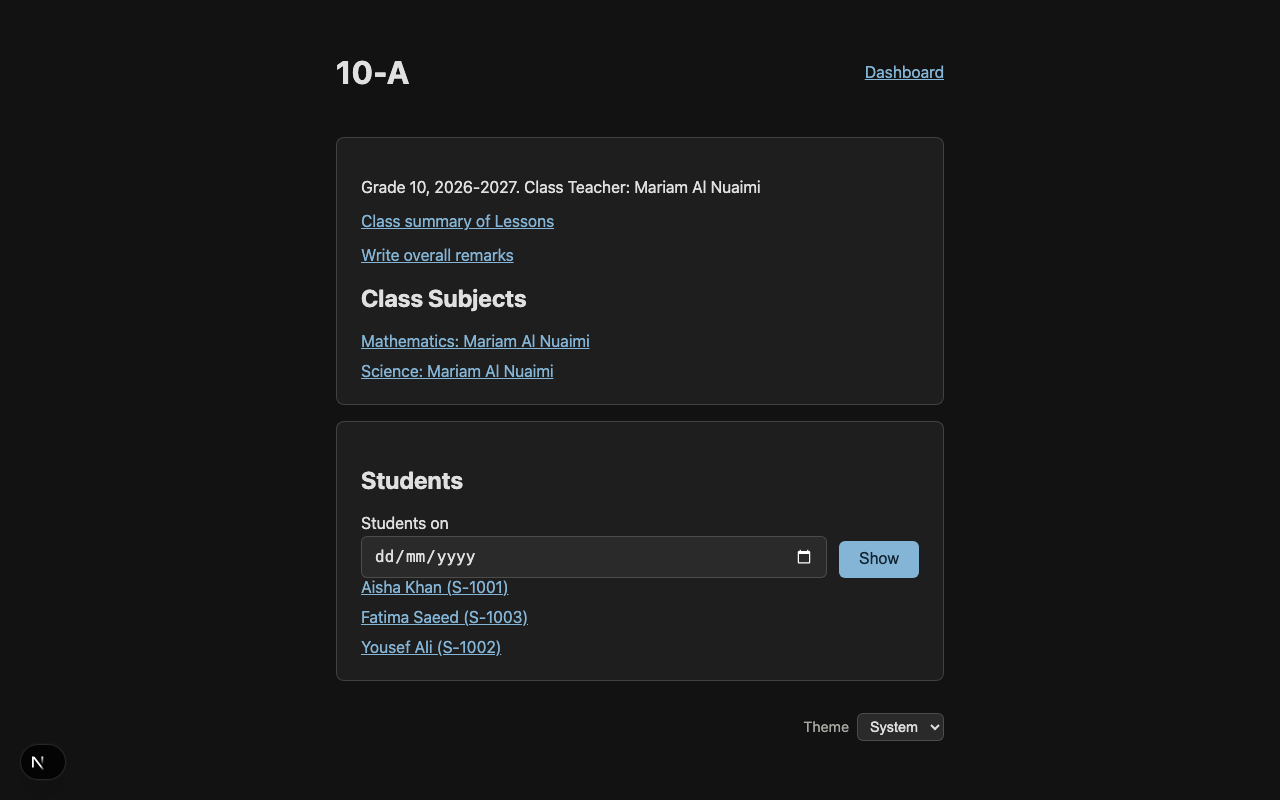 10-A
Dashboard
Grade 10, 2026-2027. Class Teacher: Mariam Al Nuaimi
Class summary of Lessons
Write overall remarks
Class Subjects
Mathematics: Mariam Al Nuaimi
Science: Mariam Al Nuaimi
Students
Students on
dd/mm/yyyy
Show
Aisha Khan (S-1001)
Fatima Saeed (S-1003)
Yousef Ali (S-1002)
Theme System
N